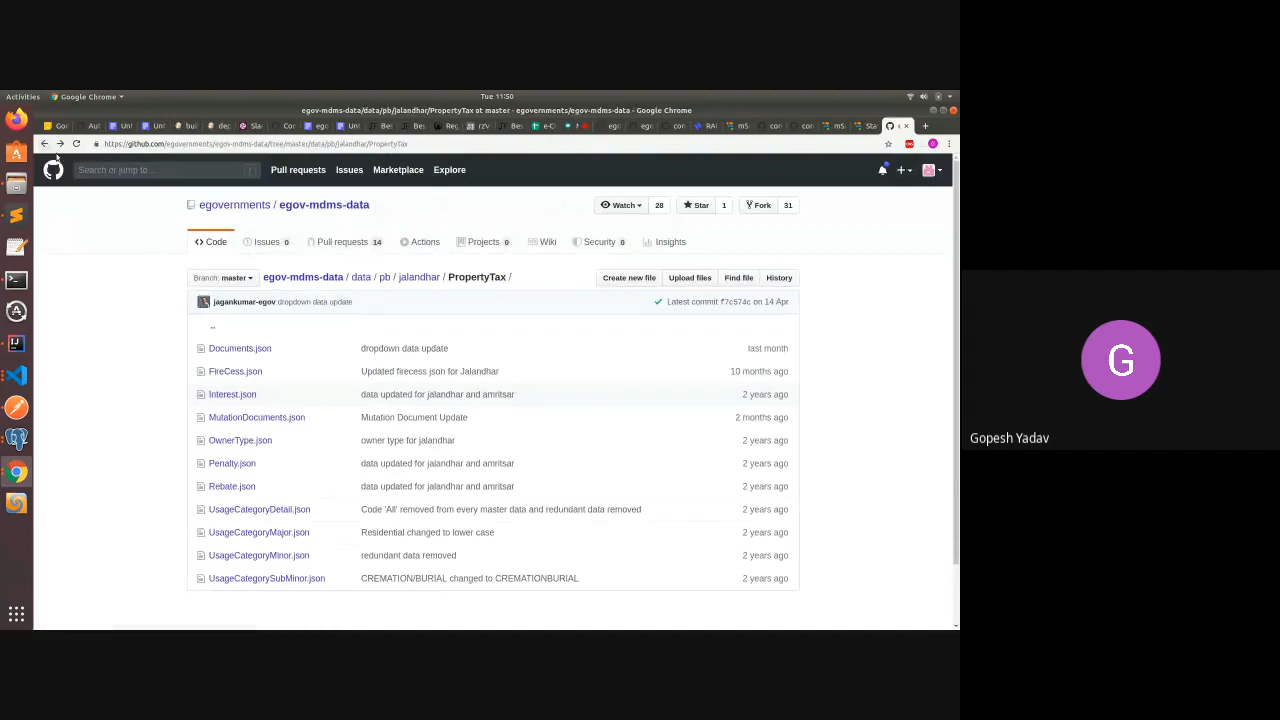 Activities Google Chrome Tue 11:50
egov-mdms-data/data/pb/jalandhar/PropertyTax at master · egovernments/egov-mdms-data - Google Chrome
https://github.com/egovernments/egov-mdms-data/tree/master/data/pb/jalandhar/PropertyTax
Search or jump to... / Pull requests Issues Marketplace Explore
egovernments / egov-mdms-data Watch 28 Star 1 Fork 31
Code Issues 0 Pull requests 14 Actions Projects 0 Wiki Security 0 Insights
Branch: master egov-mdms-data / data / pb / jalandhar / PropertyTax / Create new file Upload files Find file History
jagankumar-egov dropdown data update Latest commit f7c574c on 14 Apr
..
Documents.json dropdown data update last month
FireCess.json Updated firecess json for Jalandhar 10 months ago
Interest.json data updated for jalandhar and amritsar 2 years ago
MutationDocuments.json Mutation Document Update 2 months ago
OwnerType.json owner type for jalandhar 2 years ago
Penalty.json data updated for jalandhar and amritsar 2 years ago
Rebate.json data updated for jalandhar and amritsar 2 years ago
UsageCategoryDetail.json Code 'All' removed from every master data and redundant data removed 2 years ago
UsageCategoryMajor.json Residential changed to lower case 2 years ago
UsageCategoryMinor.json redundant data removed 2 years ago
UsageCategorySubMinor.json CREMATION/BURIAL changed to CREMATIONBURIAL 2 years ago
G
Gopesh Yadav